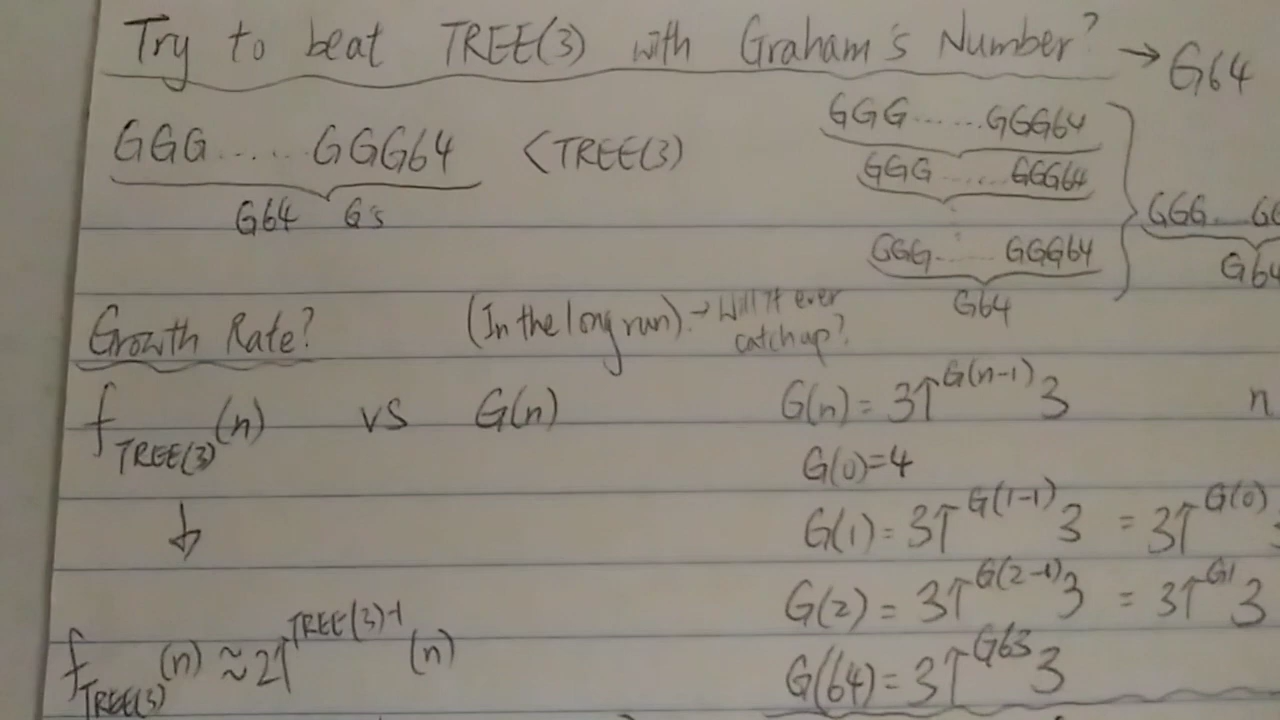 Try to beat TREE(3) with Graham's Number? → G64
GGG......GGG64 <TREE(3)
G64 G's
GGG......GGG64
GGG......GGG64
GGG......GGG64
G64
GGG
G64
Growth Rate? (In the long run).→ Will it ever catch up?
f_TREE(3)(n) vs G(n)
G(n) = 3↑^G(n-1) 3 n
G(0)=4
G(1) = 3↑^G(1-1) 3 = 3↑^G(0)
G(2) = 3↑^G(2-1) 3 = 3↑^G1 3
f_TREE(3)(n) ≈ 2↑^TREE(3)-1 (n)
G(64) = 3↑^G63 3